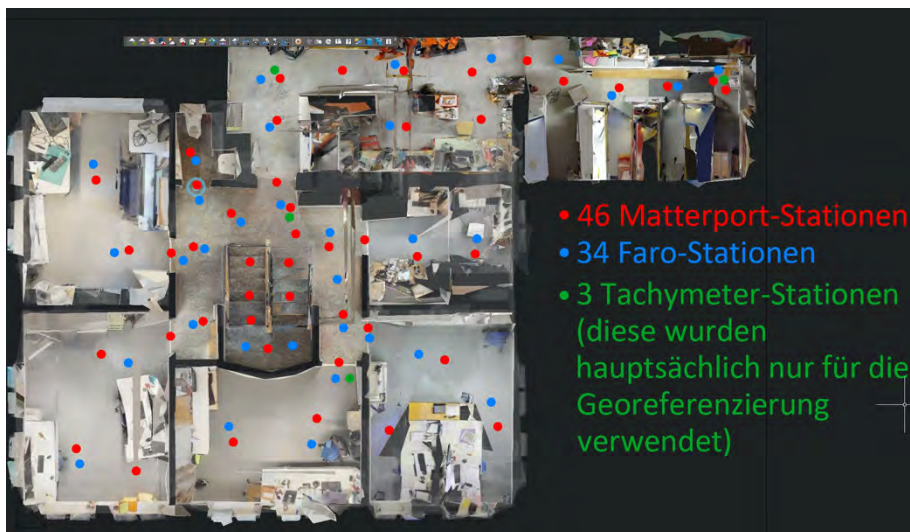 • 46 Matterport-Stationen
• 34 Faro-Stationen
• 3 Tachymeter-Stationen
(diese wurden
hauptsächlich nur für die
Georeferenzierung
verwendet)